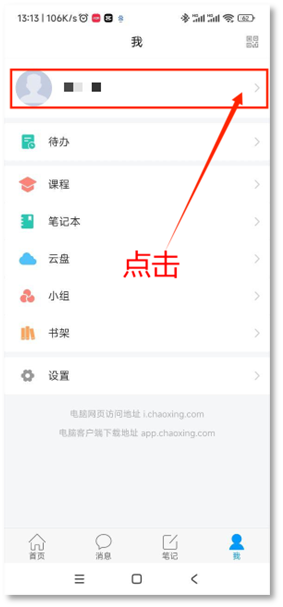 13:13 | 106K/s
62
我
待办
点击
课程
笔记本
云盘
小组
书架
设置
电脑网页访问地址 i.chaoxing.com
电脑客户端下载地址 app.chaoxing.com
首页 消息 笔记 我